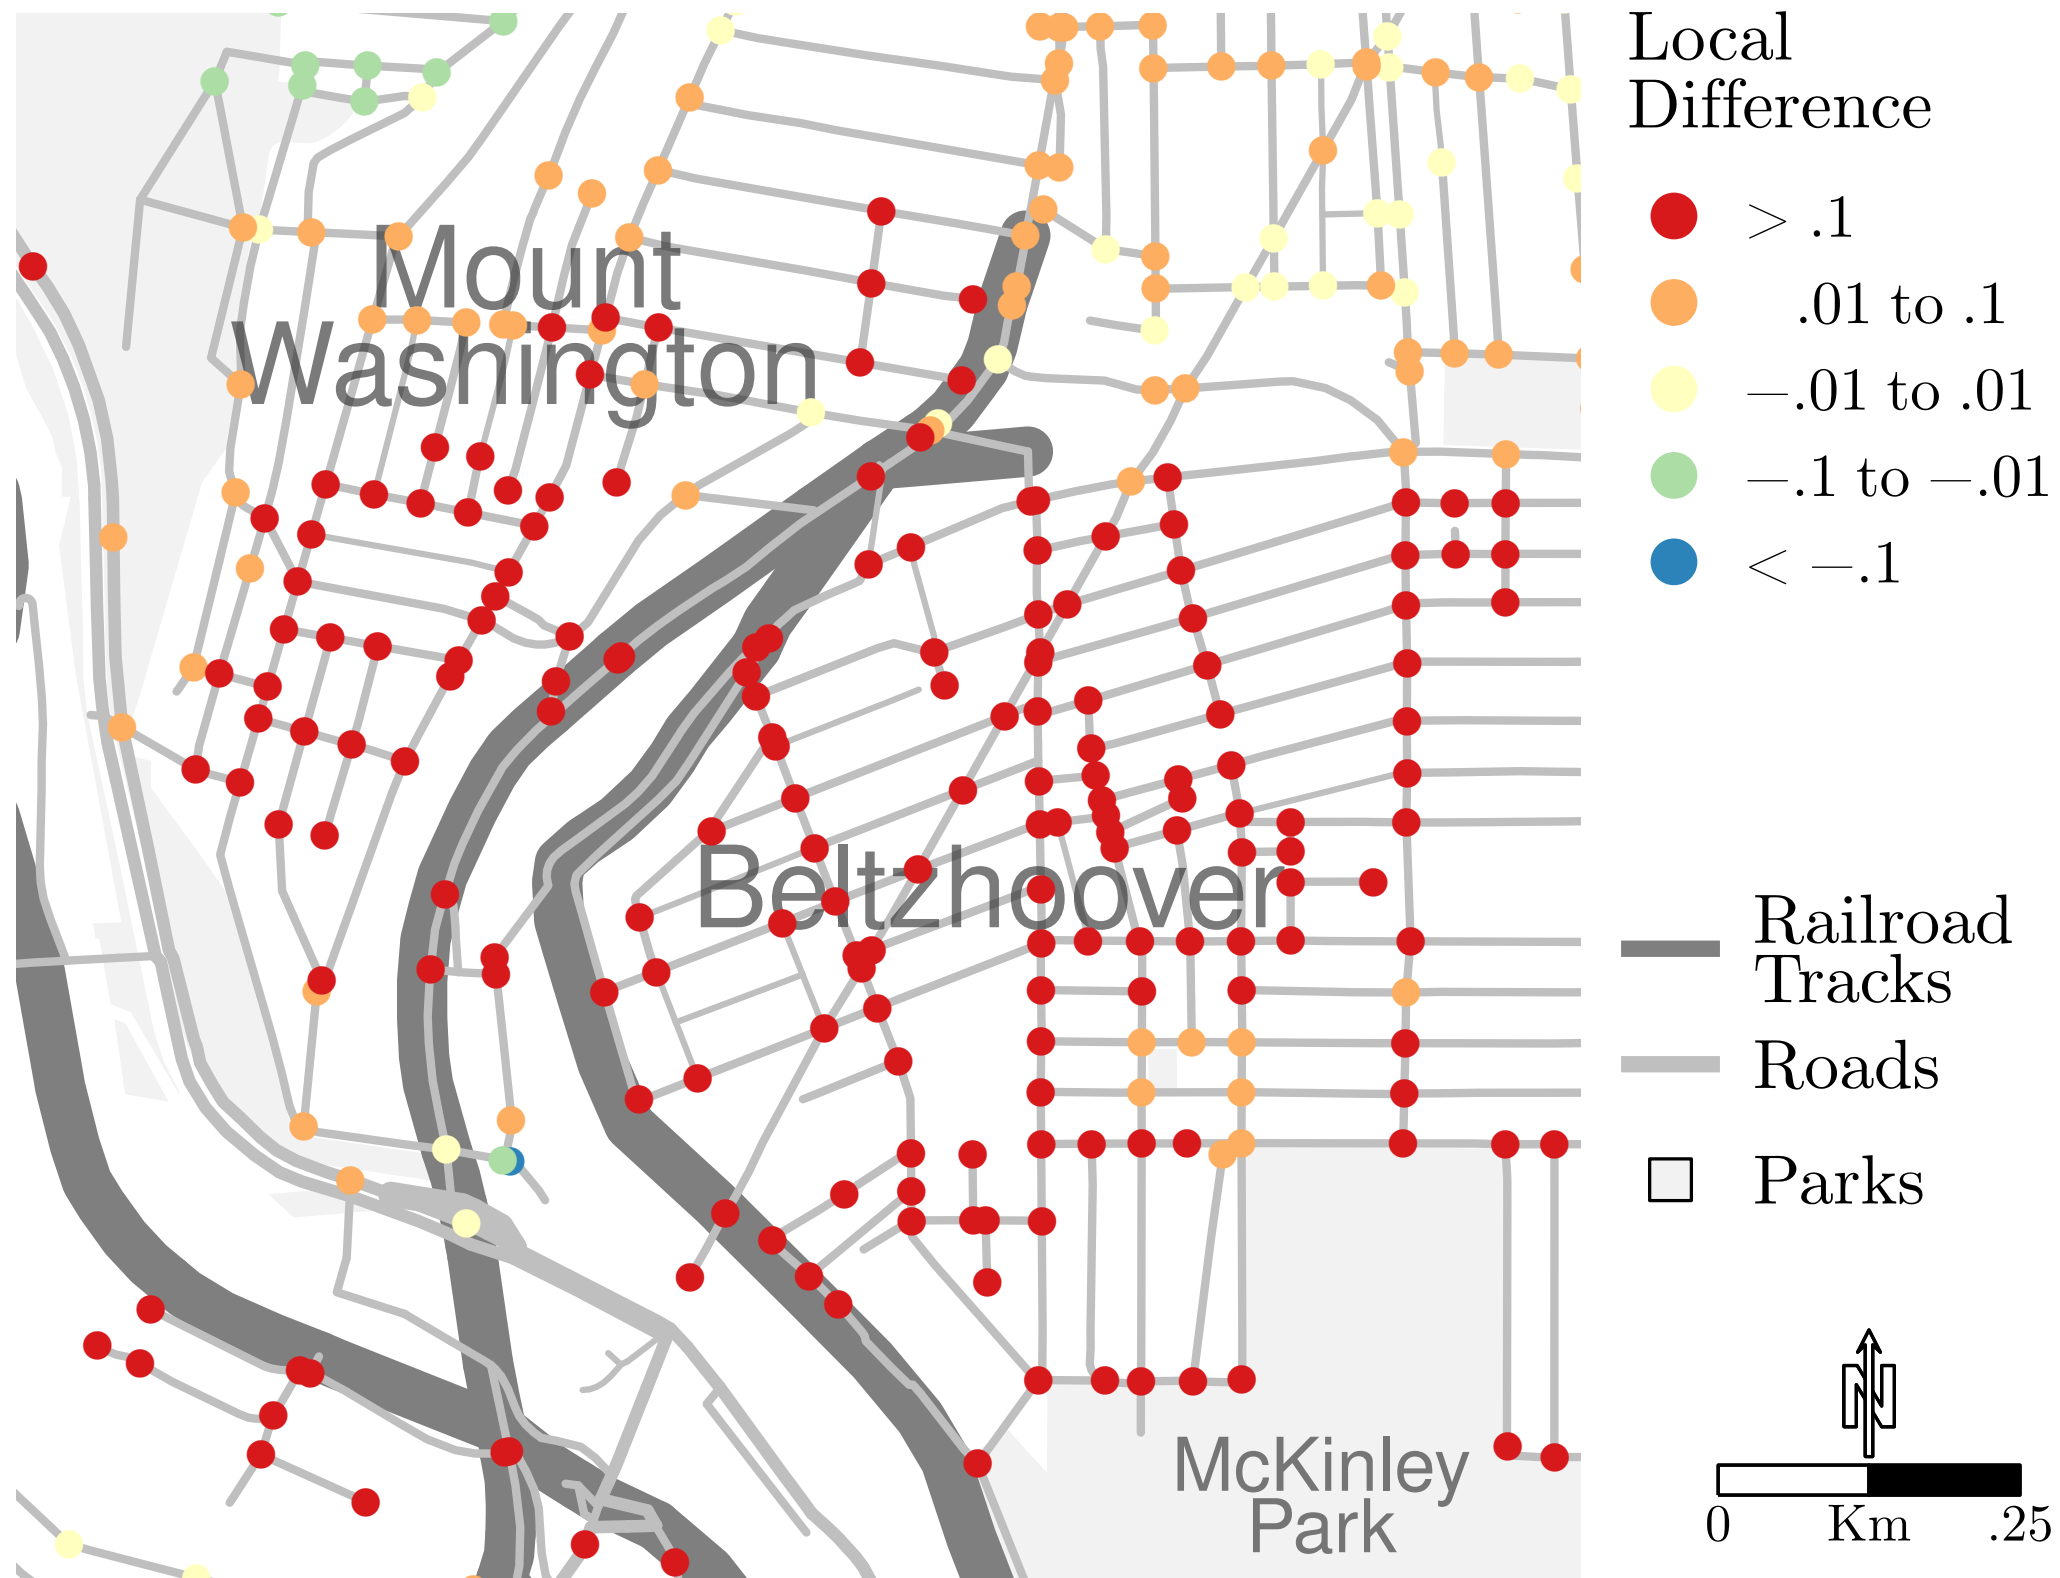 Mount
Washington
Beltzhoover
McKinley
Park
Local
Difference
> .1
.01 to .1
−.01 to .01
−.1 to −.01
< −.1
Railroad
Tracks
Roads
Parks
N
0 Km .25